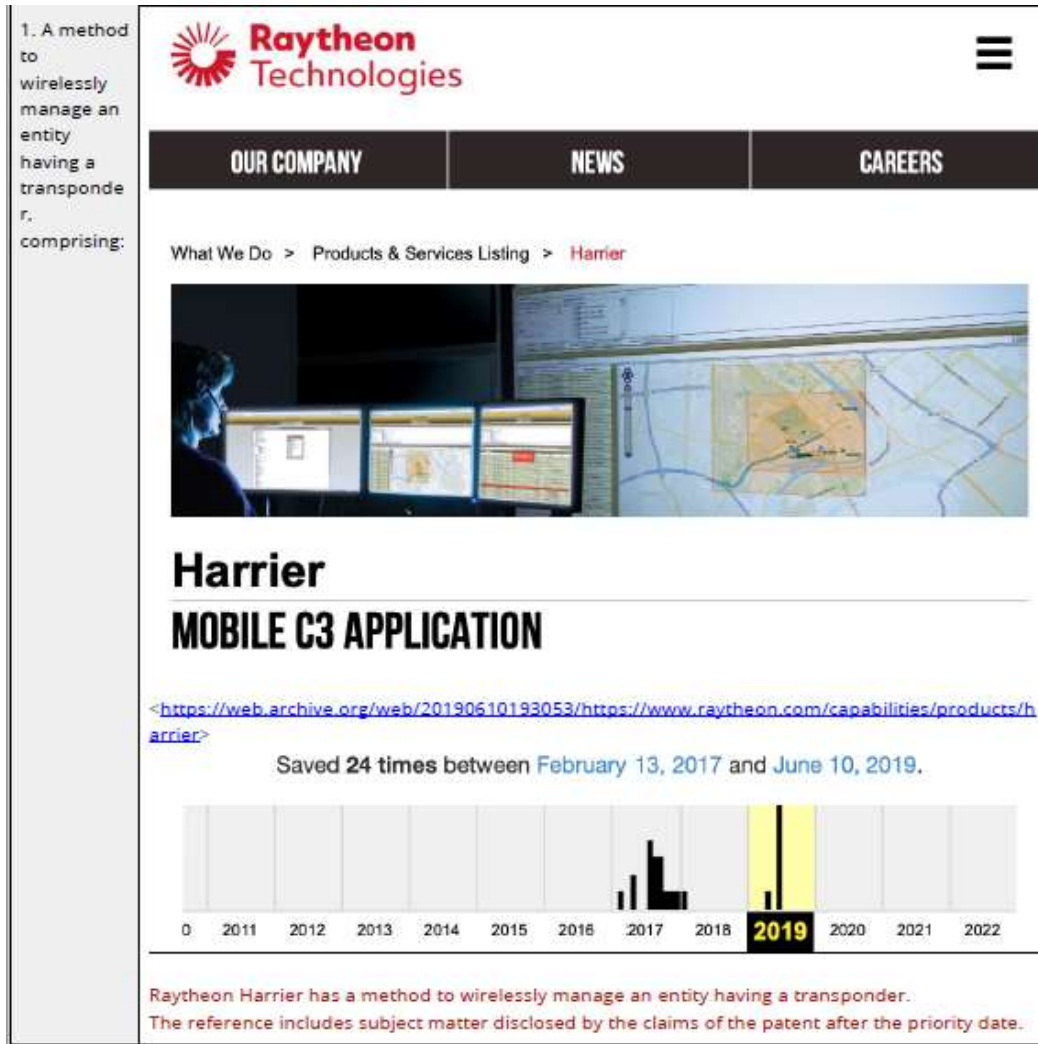 1. A method
to
wirelessly
manage an
entity
having a
transponde
r,
comprising:
Raytheon
Technologies
OUR COMPANY
NEWS
CAREERS
What We Do > Products & Services Listing > Harrier
Harrier
MOBILE C3 APPLICATION
<https://web.archive.org/web/20190610193053/https://www.raytheon.com/capabilities/products/h
arrier>
Saved 24 times between February 13, 2017 and June 10, 2019.
0 2011 2012 2013 2014 2015 2016 2017 2018 2019 2020 2021 2022
Raytheon Harrier has a method to wirelessly manage an entity having a transponder.
The reference includes subject matter disclosed by the claims of the patent after the priority date.